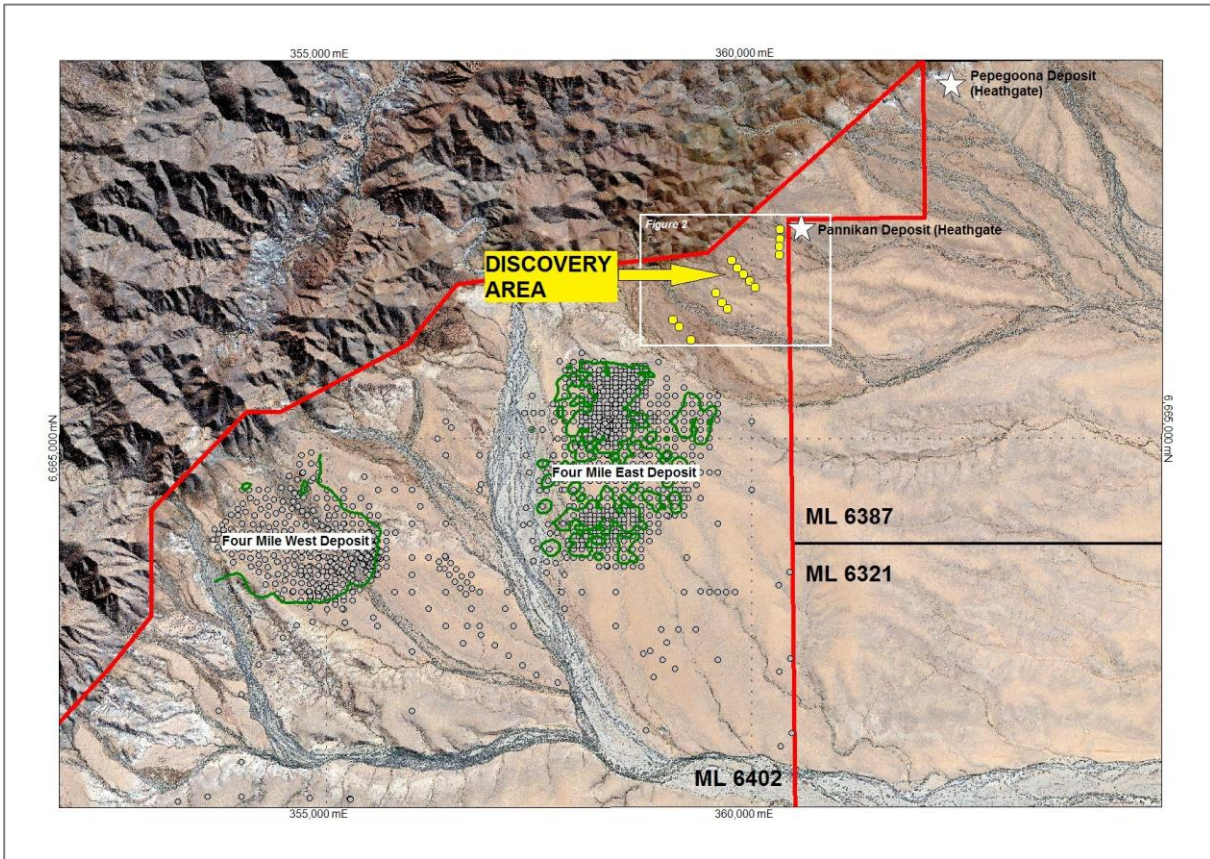 355,000 mE
360,000 mE
Pepegoona Deposit
(Heathgate)
Figure 2
Pannikan Deposit (Heathgate
DISCOVERY
AREA
6,665,000 mN
6,665,000 mN
Four Mile East Deposit
Four Mile West Deposit
ML 6387
ML 6321
ML 6402
355,000 mE
360,000 mE